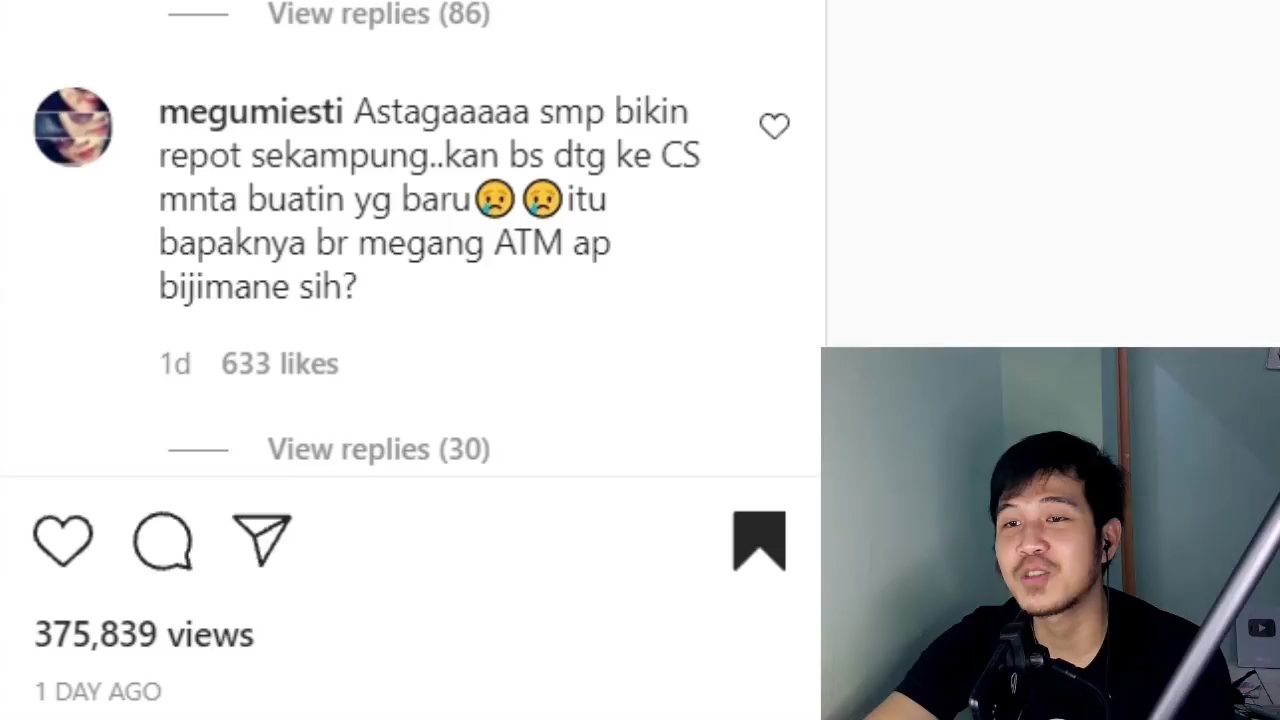 View replies (86)
megumiesti Astagaaaaa smp bikin
repot sekampung..kan bs dtg ke CS
mnta buatin yg baru😢😢itu
bapaknya br megang ATM ap
bijimane sih?
1d 633 likes
View replies (30)
375,839 views
1 DAY AGO